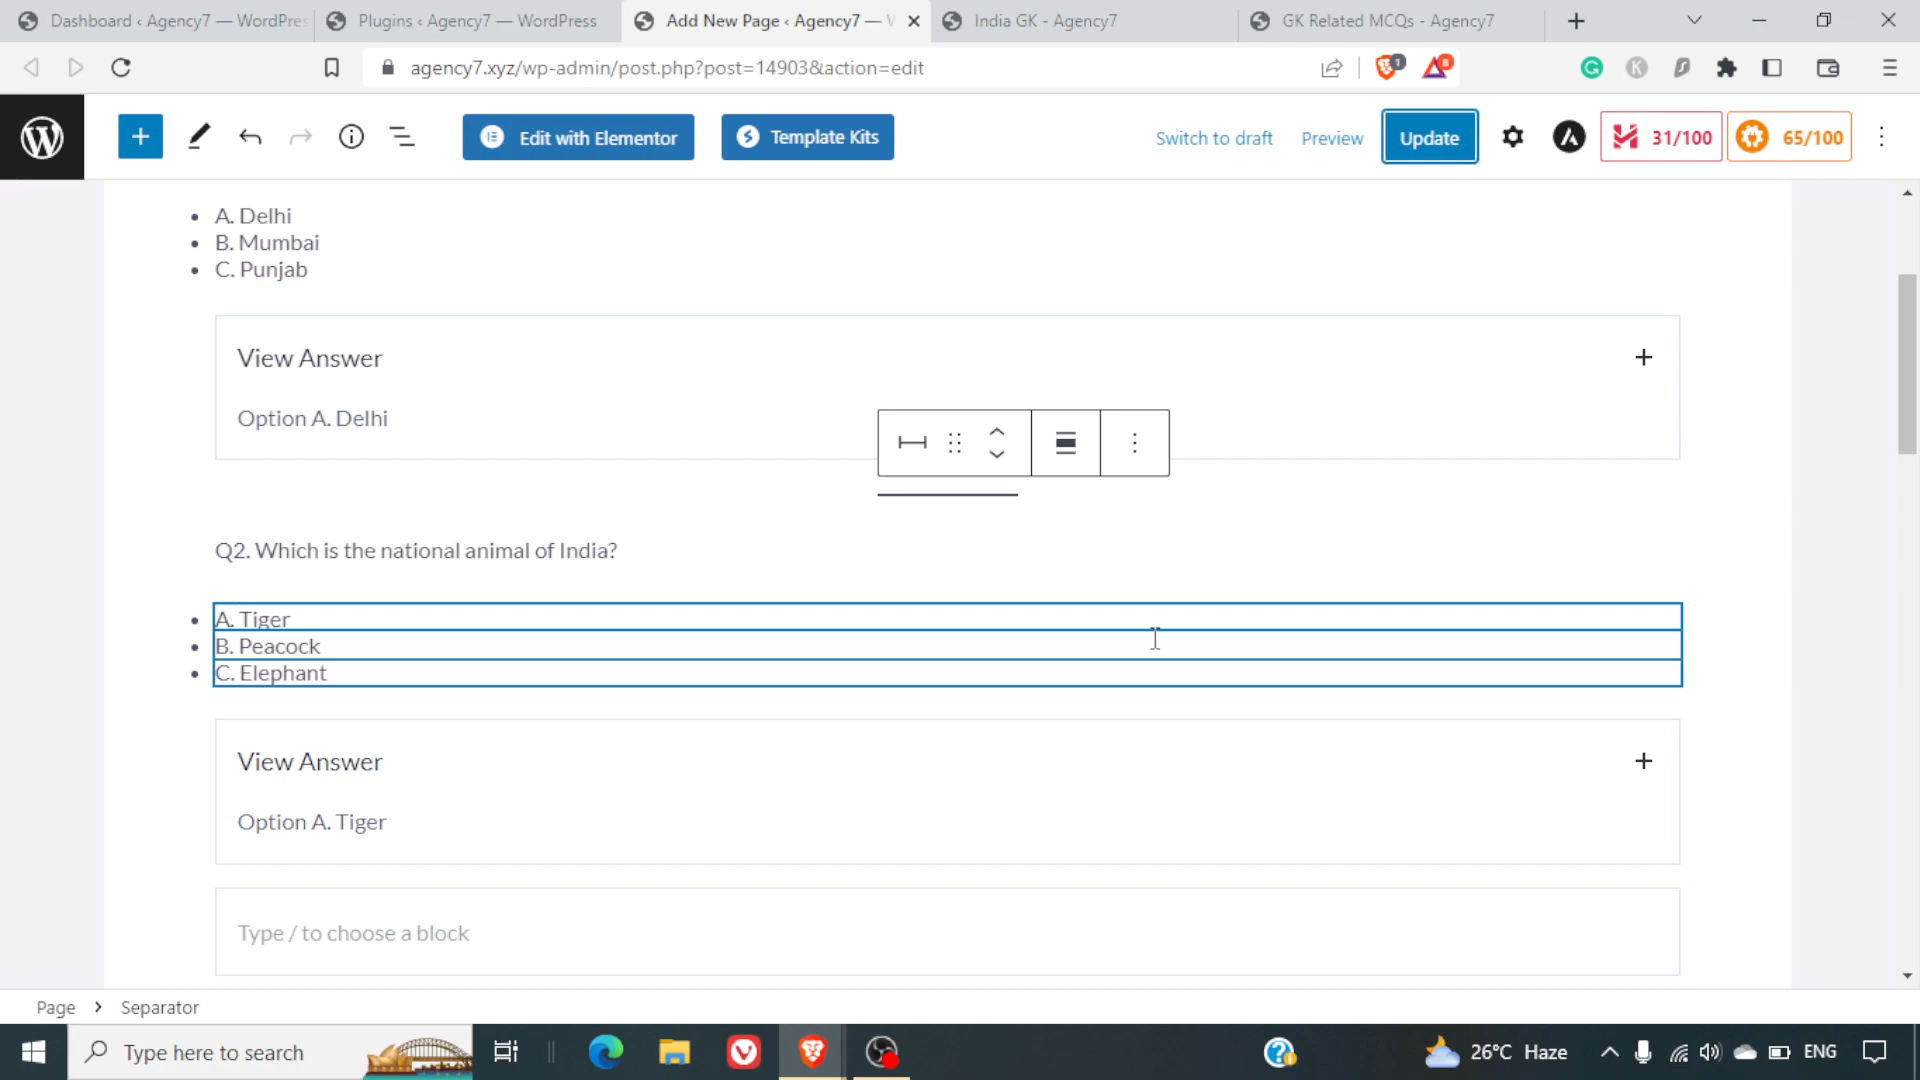 Dashboard ‹ Agency7 — WordPres
Plugins ‹ Agency7 — WordPress
Add New Page ‹ Agency7 — W
India GK - Agency7
GK Related MCQs - Agency7
agency7.xyz/wp-admin/post.php?post=14903&action=edit
Edit with Elementor
Template Kits
Switch to draft
Preview
Update
31/100
65/100
A. Delhi
B. Mumbai
C. Punjab
View Answer
Option A. Delhi
Q2. Which is the national animal of India?
A. Tiger
B. Peacock
C. Elephant
View Answer
Option A. Tiger
Type / to choose a block
Page › Separator
Type here to search
26°C Haze
ENG